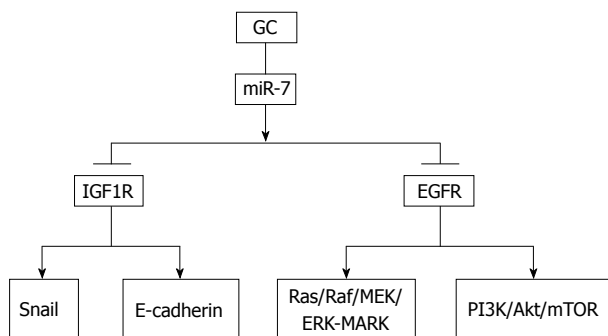 GC
miR-7
IGF1R
EGFR
Snail
E-cadherin
Ras/Raf/MEK/
ERK-MARK
PI3K/Akt/mTOR